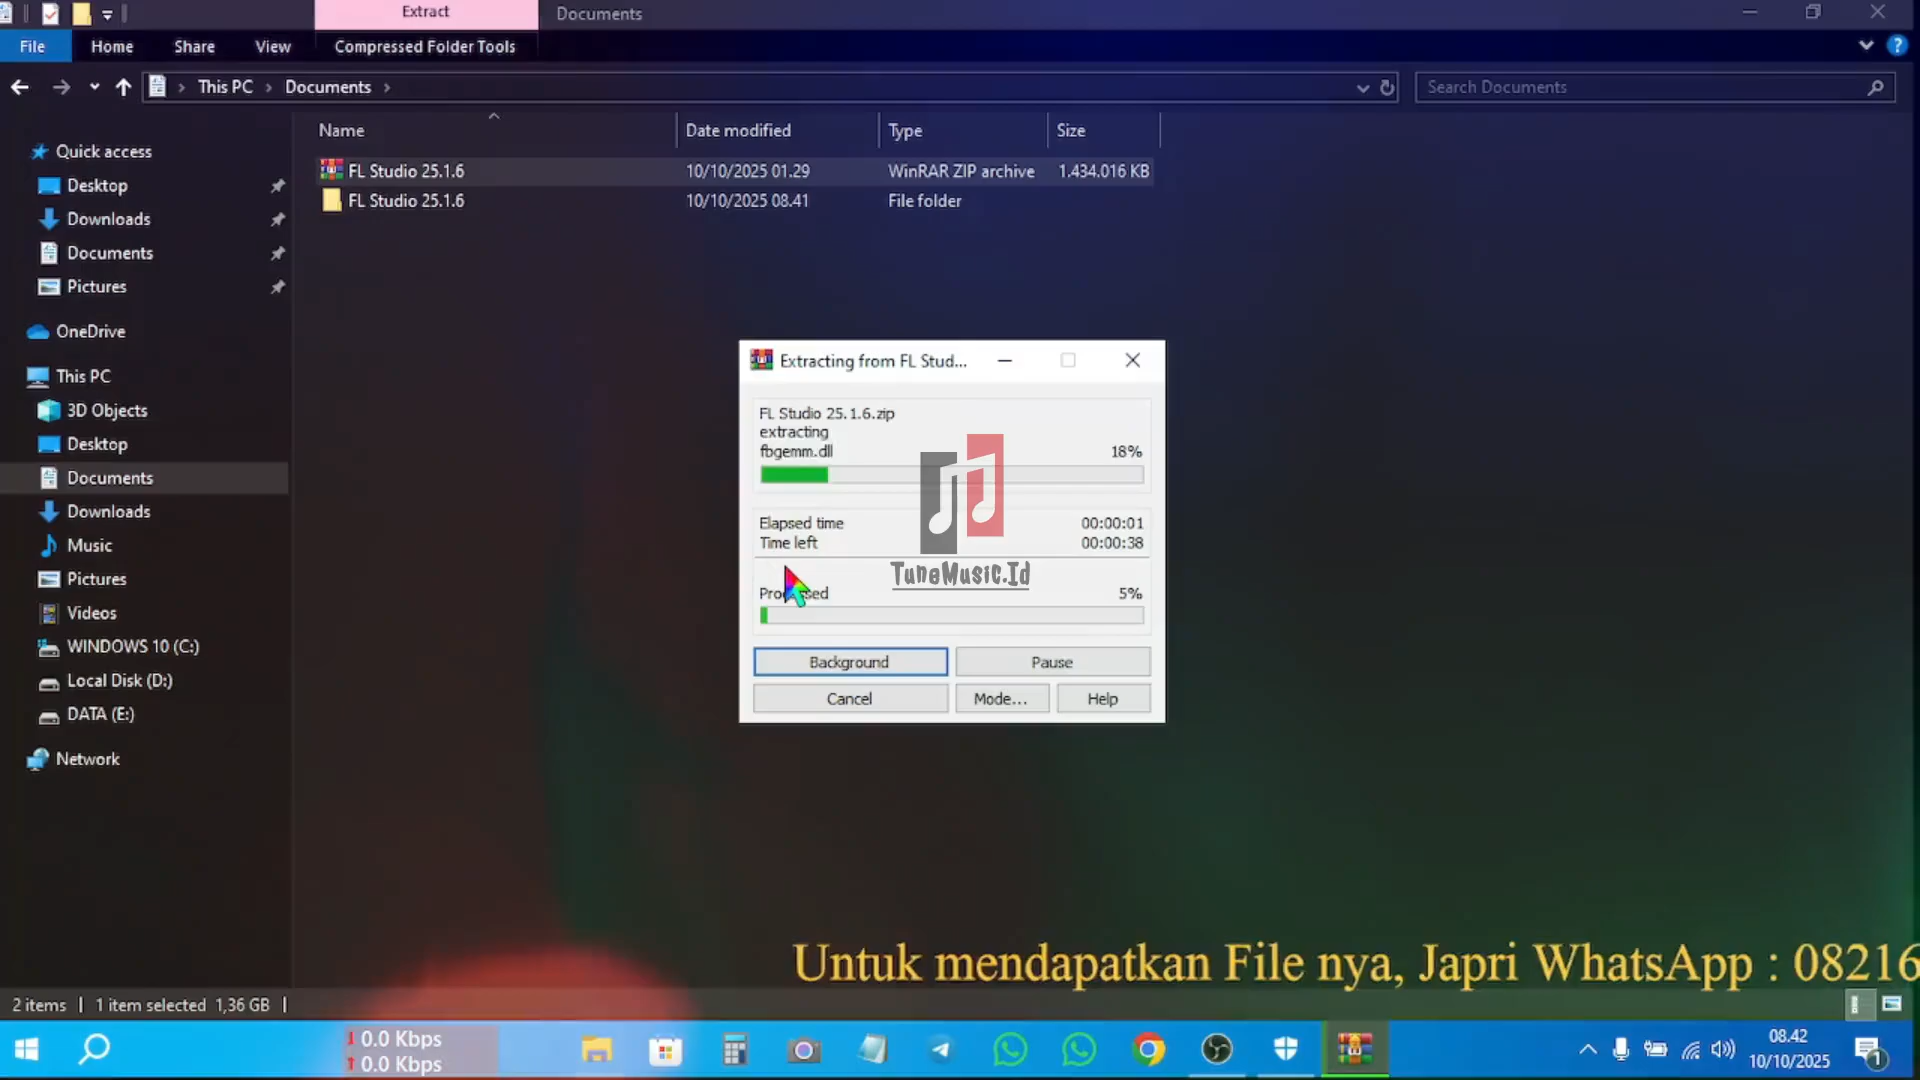 Extract
Documents
File
Home
Share
View
Compressed Folder Tools
This PC
Documents
Search Documents
Name
Date modified
Type
Size
FL Studio 25.1.6
10/10/2025 01.29
WinRAR ZIP archive
1.434.016 KB
FL Studio 25.1.6
10/10/2025 08.41
File folder
Quick access
Desktop
Downloads
Documents
Pictures
OneDrive
This PC
3D Objects
Desktop
Documents
Downloads
Music
Pictures
Videos
WINDOWS 10 (C:)
Local Disk (D:)
DATA (E:)
Network
Extracting from FL Stud...
FL Studio 25.1.6.zip
extracting
fbgemm.dll
18%
Elapsed time
00:00:01
Time left
00:00:38
TuneMusic.Id
Processed
5%
Background
Pause
Cancel
Mode...
Help
Untuk mendapatkan File nya, Japri WhatsApp : 08216
2 items
1 item selected 1,36 GB
0.0 Kbps
0.0 Kbps
08.42
10/10/2025
1